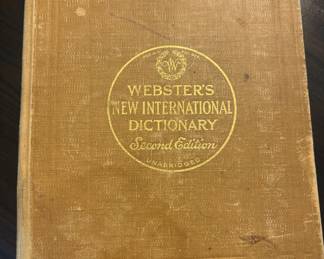 W
WEBSTER'S
NEW INTERNATIONAL
DICTIONARY
Second Edition
UNABRIDGED